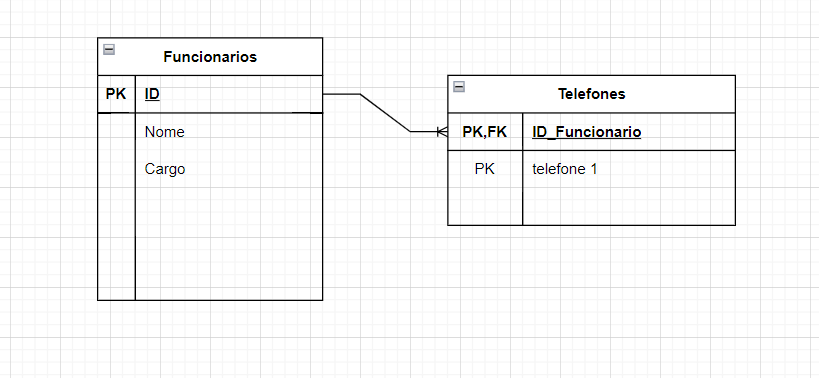 Funcionarios
PK ID
Nome
Cargo
Telefones
PK,FK ID_Funcionario
PK telefone 1